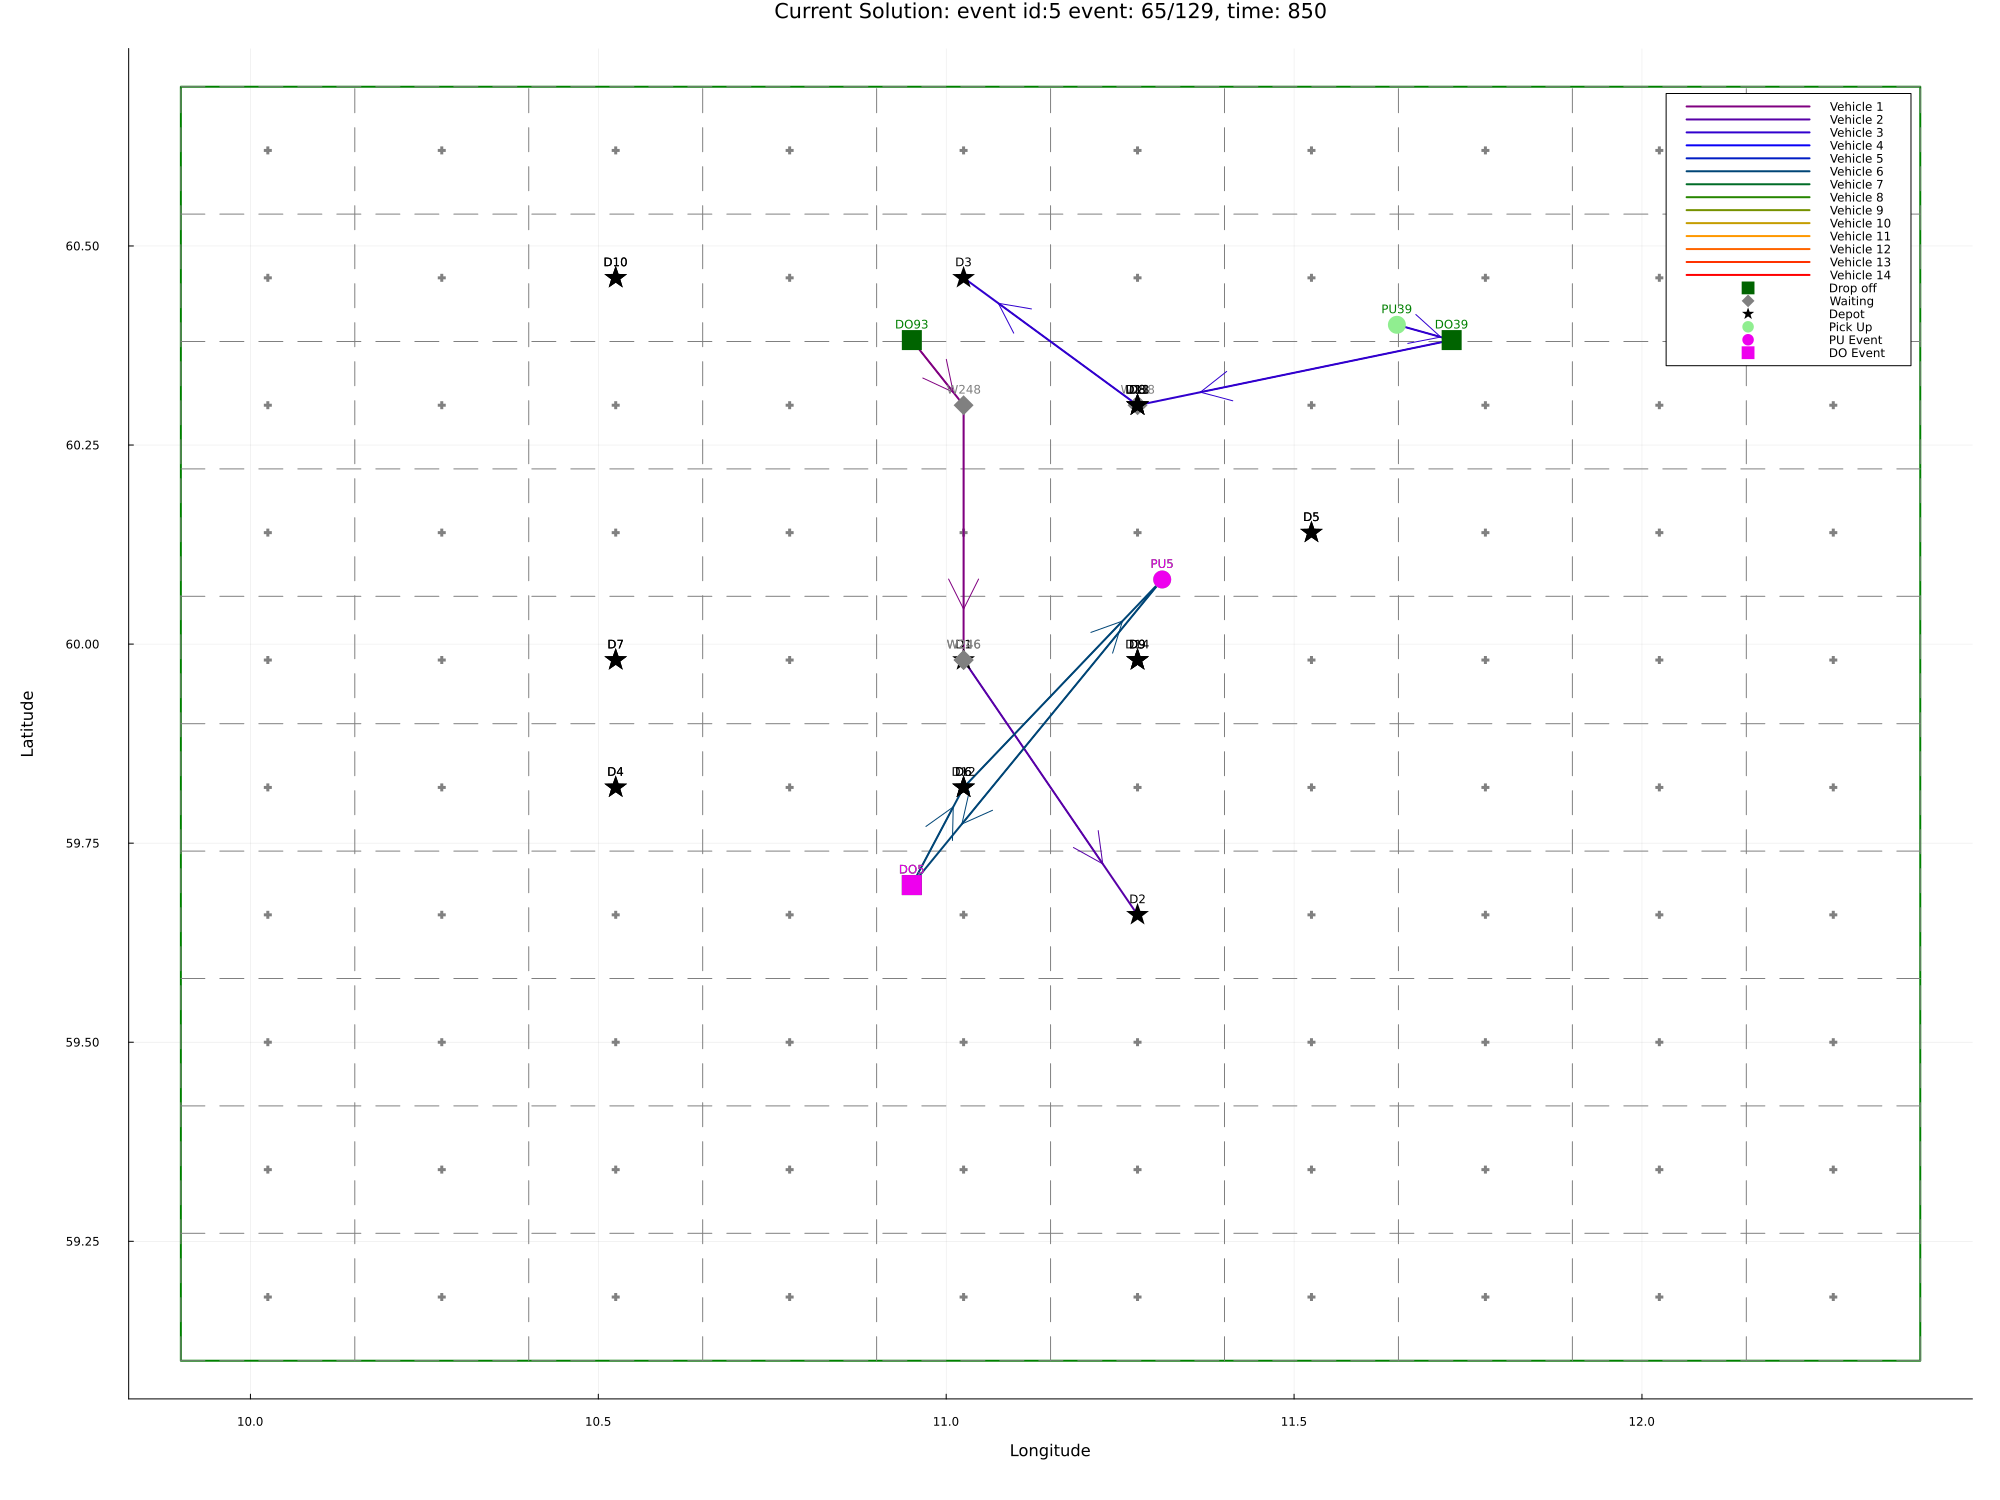 Current Solution: event id:5 event: 65/129, time: 850
Vehicle 1
Vehicle 2
Vehicle 3
Vehicle 4
Vehicle 5
Vehicle 6
Vehicle 7
Vehicle 8
Vehicle 9
Vehicle 10
Vehicle 11
Vehicle 12
Vehicle 13
Vehicle 14
Drop off
Waiting
Depot
Pick Up
PU Event
DO Event
60.50
D10
D3
PU39
DO93
DO39
W248
60.25
D5
PU5
60.00
D7
D1
D9
D4
D6
59.75
DO5
D2
59.50
59.25
10.0
10.5
11.0
11.5
12.0
Longitude
Latitude